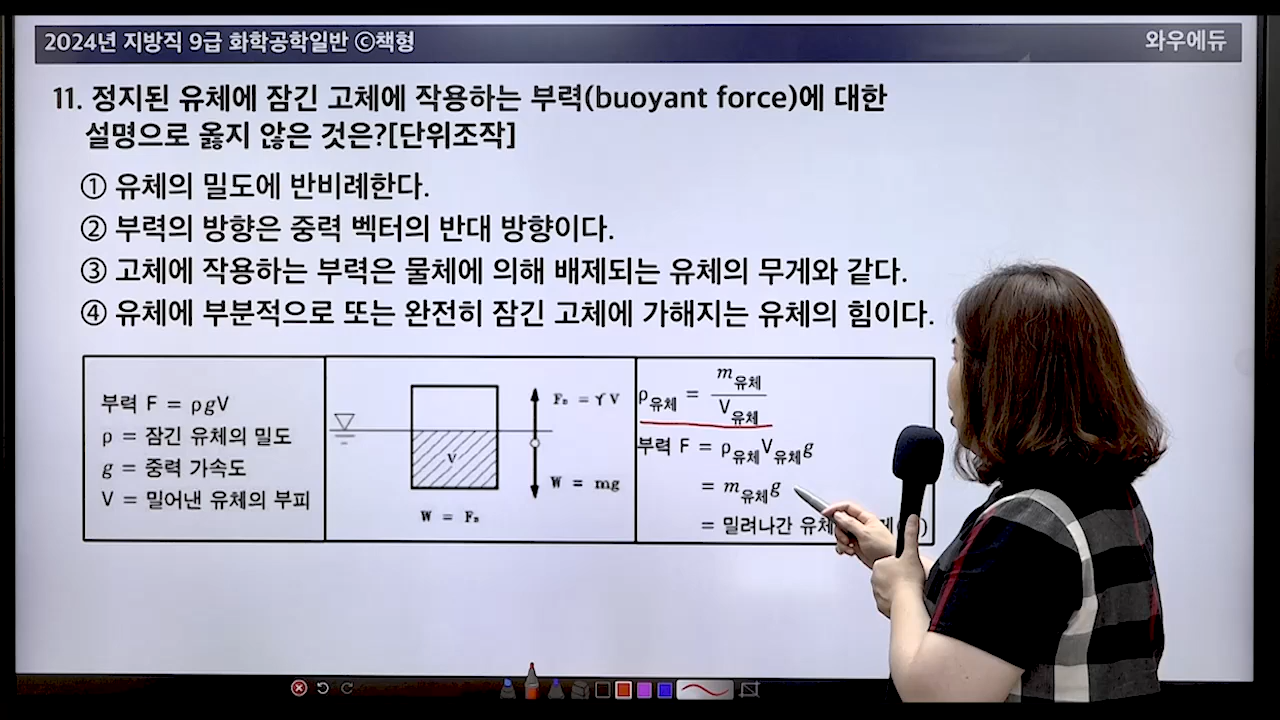 2024년 지방직 9급 화학공학일반 ⓒ책형
와우에듀
11. 정지된 유체에 잠긴 고체에 작용하는 부력(buoyant force)에 대한
설명으로 옳지 않은 것은?[단위조작]
① 유체의 밀도에 반비례한다.
② 부력의 방향은 중력 벡터의 반대 방향이다.
③ 고체에 작용하는 부력은 물체에 의해 배제되는 유체의 무게와 같다.
④ 유체에 부분적으로 또는 완전히 잠긴 고체에 가해지는 유체의 힘이다.
부력 F = ρgV
ρ = 잠긴 유체의 밀도
g = 중력 가속도
V = 밀어낸 유체의 부피
V
F_B = γV
W = mg
W = F_B
ρ유체 = m유체 / V유체
부력 F = ρ유체V유체g
= m유체g
= 밀려나간 유체